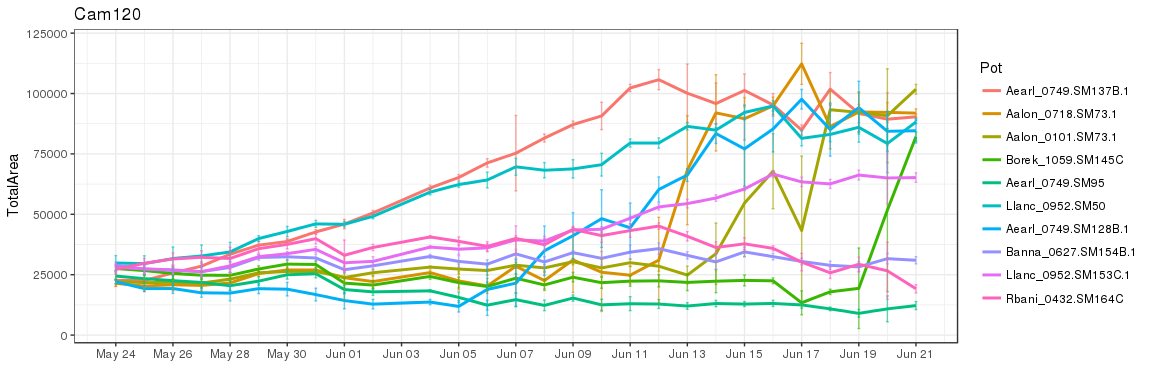 Cam120
TotalArea
125000
100000
75000
50000
25000
0
May 24 May 26 May 28 May 30 Jun 01 Jun 03 Jun 05 Jun 07 Jun 09 Jun 11 Jun 13 Jun 15 Jun 17 Jun 19 Jun 21
Pot
Aearl_0749.SM137B.1
Aalon_0718.SM73.1
Aalon_0101.SM73.1
Borek_1059.SM145C
Aearl_0749.SM95
Llanc_0952.SM50
Aearl_0749.SM128B.1
Banna_0627.SM154B.1
Llanc_0952.SM153C.1
Rbani_0432.SM164C